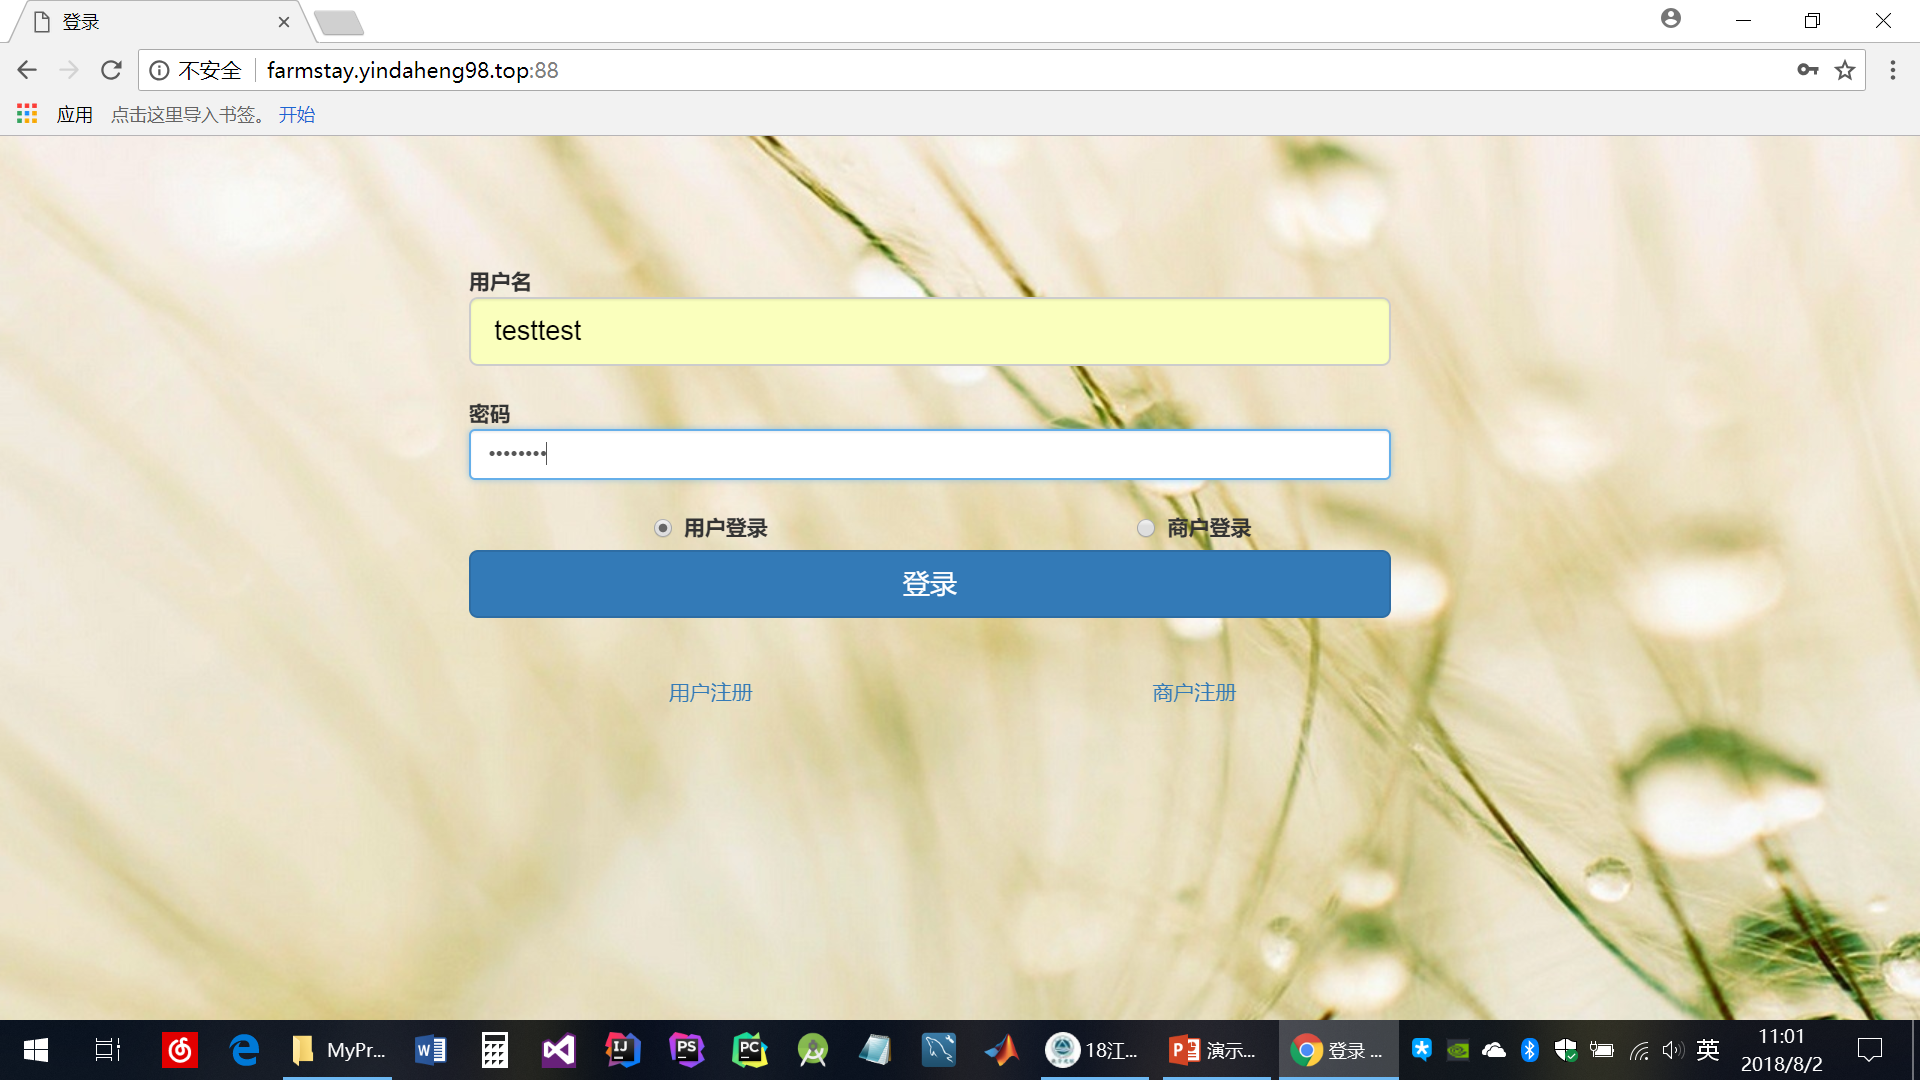 登录
不安全 farmstay.yindaheng98.top:88
应用 点击这里导入书签。 开始
用户名
testtest
密码
••••••••
用户登录 商户登录
登录
用户注册 商户注册
MyPr... 18江... 演示... 登录 ... 英 11:01
2018/8/2